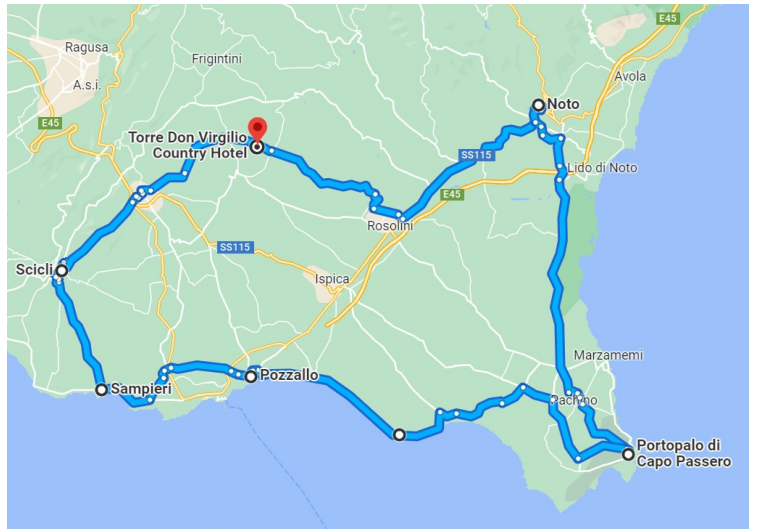 Ragusa
A.s.i.
Frigintini
E45
Avola
Noto
E45
Torre Don Virgilio
Country Hotel
SS115
Lido di Noto
E45
Rosolini
SS115
Scicli
Ispica
Marzamemi
Sampieri
Pozzallo
Pachino
Portopalo di
Capo Passero